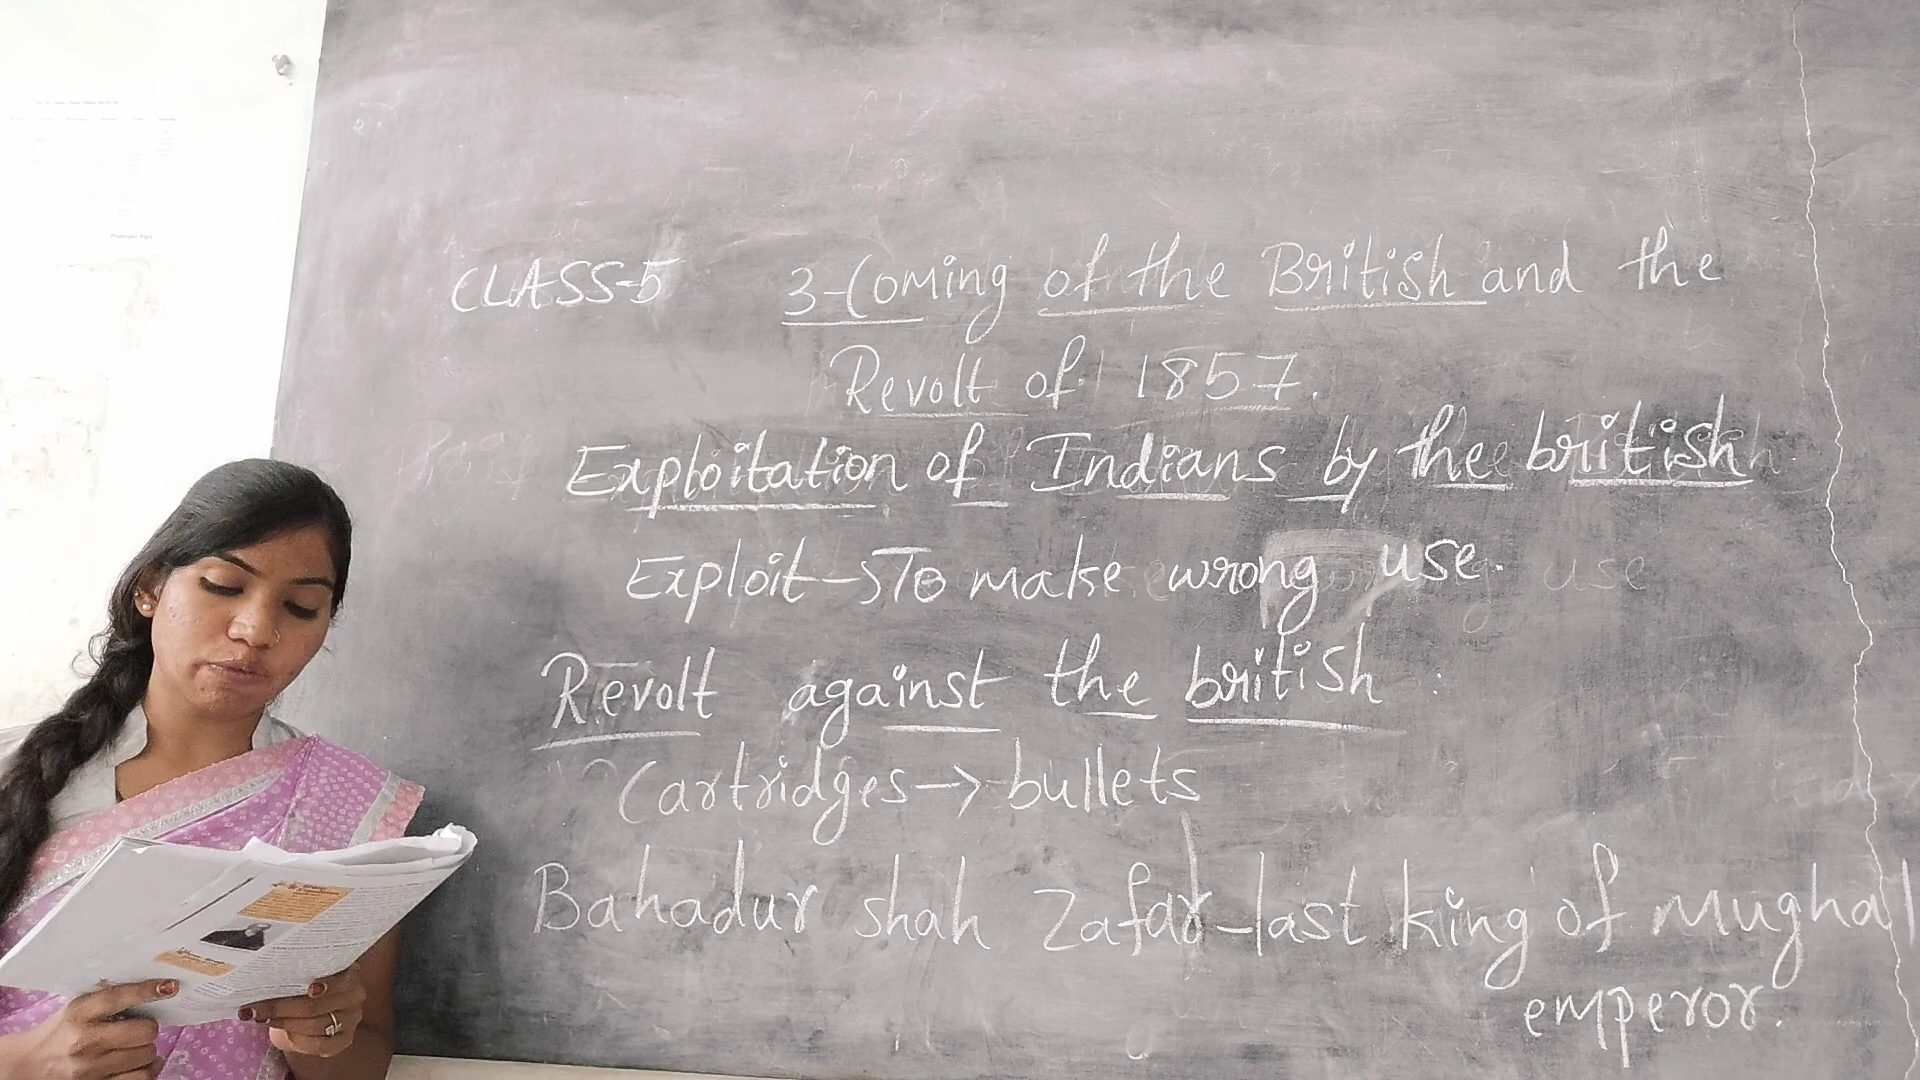 CLASS-5 3-Coming of the British and the
Revolt of 1857.
Exploitation of Indians by the british
Exploit→To make wrong use.
Revolt against the british :
Cartridges→bullets
Bahadur shah Zafar-last king of Mughal
emperor.